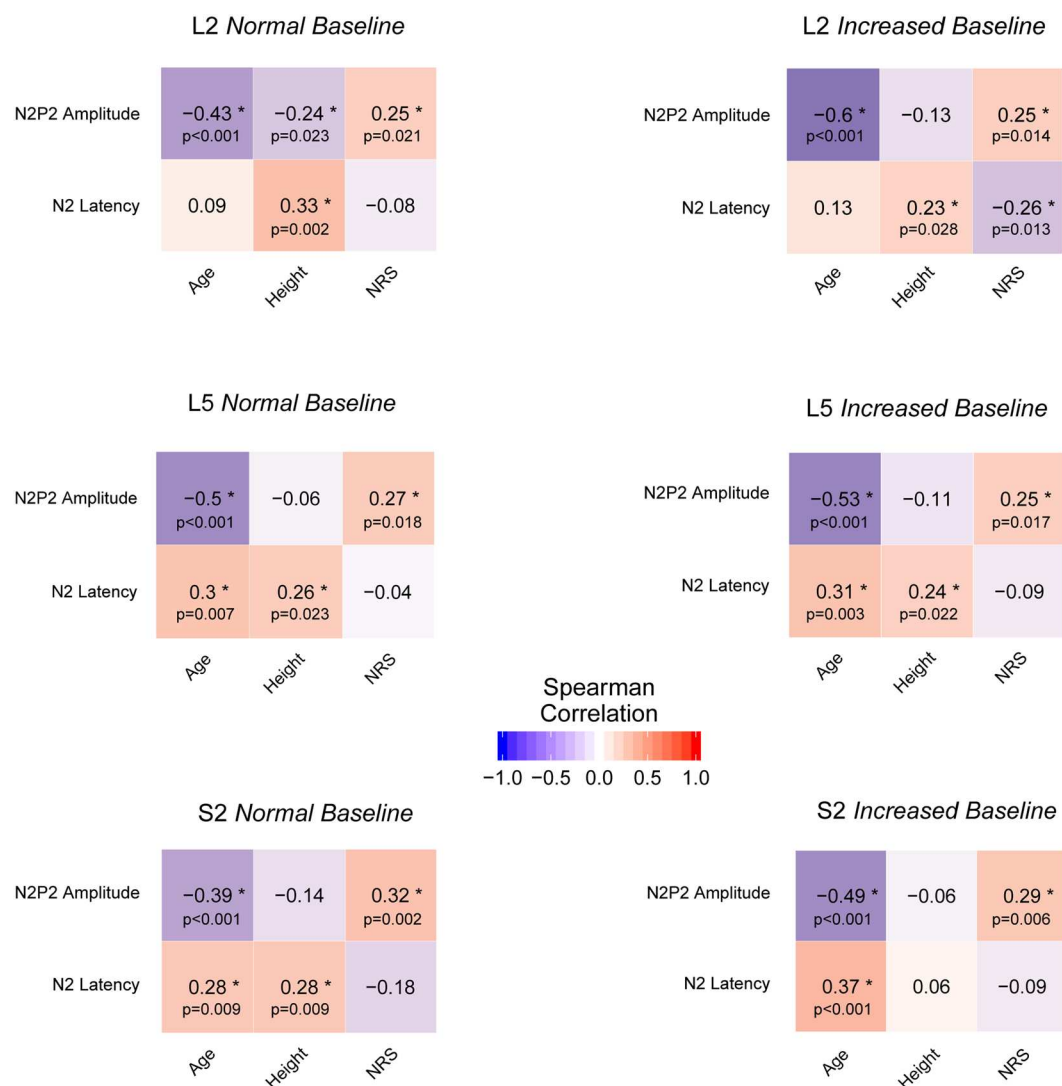 L2 Normal Baseline
N2P2 Amplitude
−0.43 * −0.24 * 0.25 *
p<0.001 p=0.023 p=0.021
N2 Latency
0.09 0.33 * −0.08
p=0.002
Age Height NRS
L2 Increased Baseline
N2P2 Amplitude
−0.6 * −0.13 0.25 *
p<0.001 p=0.014
N2 Latency
0.13 0.23 * −0.26 *
p=0.028 p=0.013
Age Height NRS
L5 Normal Baseline
N2P2 Amplitude
−0.5 * −0.06 0.27 *
p<0.001 p=0.018
N2 Latency
0.3 * 0.26 * −0.04
p=0.007 p=0.023
Age Height NRS
L5 Increased Baseline
N2P2 Amplitude
−0.53 * −0.11 0.25 *
p<0.001 p=0.017
N2 Latency
0.31 * 0.24 * −0.09
p=0.003 p=0.022
Age Height NRS
Spearman
Correlation
−1.0 −0.5 0.0 0.5 1.0
S2 Normal Baseline
N2P2 Amplitude
−0.39 * −0.14 0.32 *
p<0.001 p=0.002
N2 Latency
0.28 * 0.28 * −0.18
p=0.009 p=0.009
Age Height NRS
S2 Increased Baseline
N2P2 Amplitude
−0.49 * −0.06 0.29 *
p<0.001 p=0.006
N2 Latency
0.37 * 0.06 −0.09
p<0.001
Age Height NRS